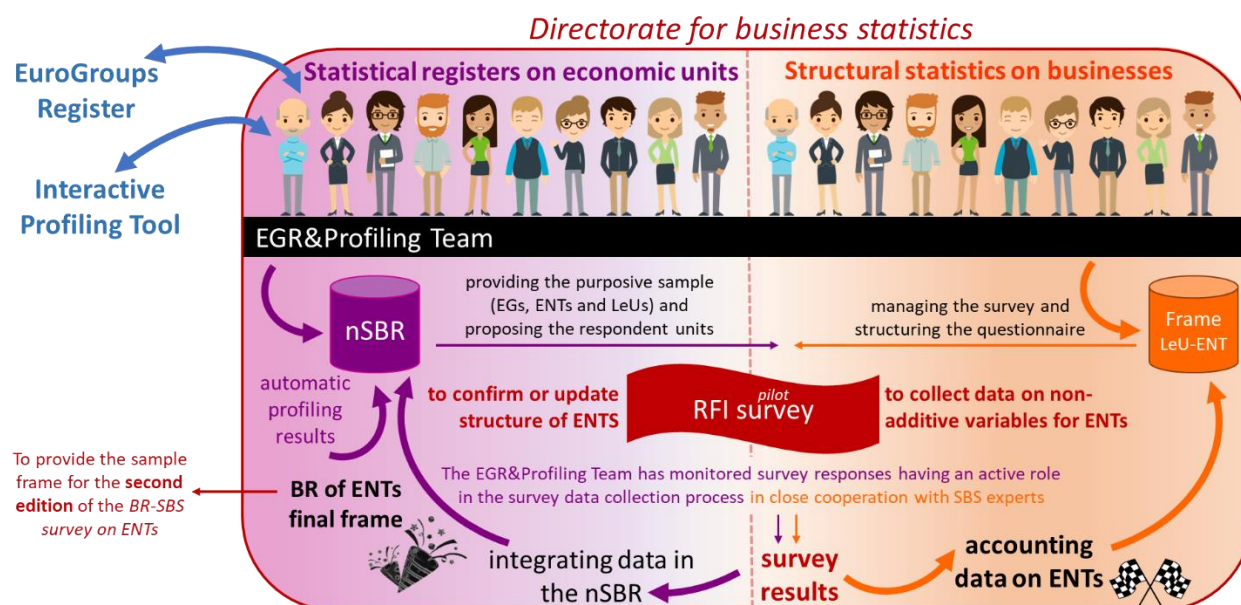 Directorate for business statistics
EuroGroups
Register
Interactive
Profiling Tool
Statistical registers on economic units
Structural statistics on businesses
EGR&Profiling Team
nSBR
providing the purposive sample
(EGs, ENTs and LeUs) and
proposing the respondent units
managing the survey and
structuring the questionnaire
Frame
LeU-ENT
automatic
profiling
results
to confirm or update
structure of ENTS
pilot
RFI survey
to collect data on non-
additive variables for ENTs
To provide the sample
frame for the second
edition of the BR-SBS
survey on ENTs
BR of ENTs
final frame
The EGR&Profiling Team has monitored survey responses having an active role
in the survey data collection process in close cooperation with SBS experts
integrating data in
the nSBR
survey
results
accounting
data on ENTs